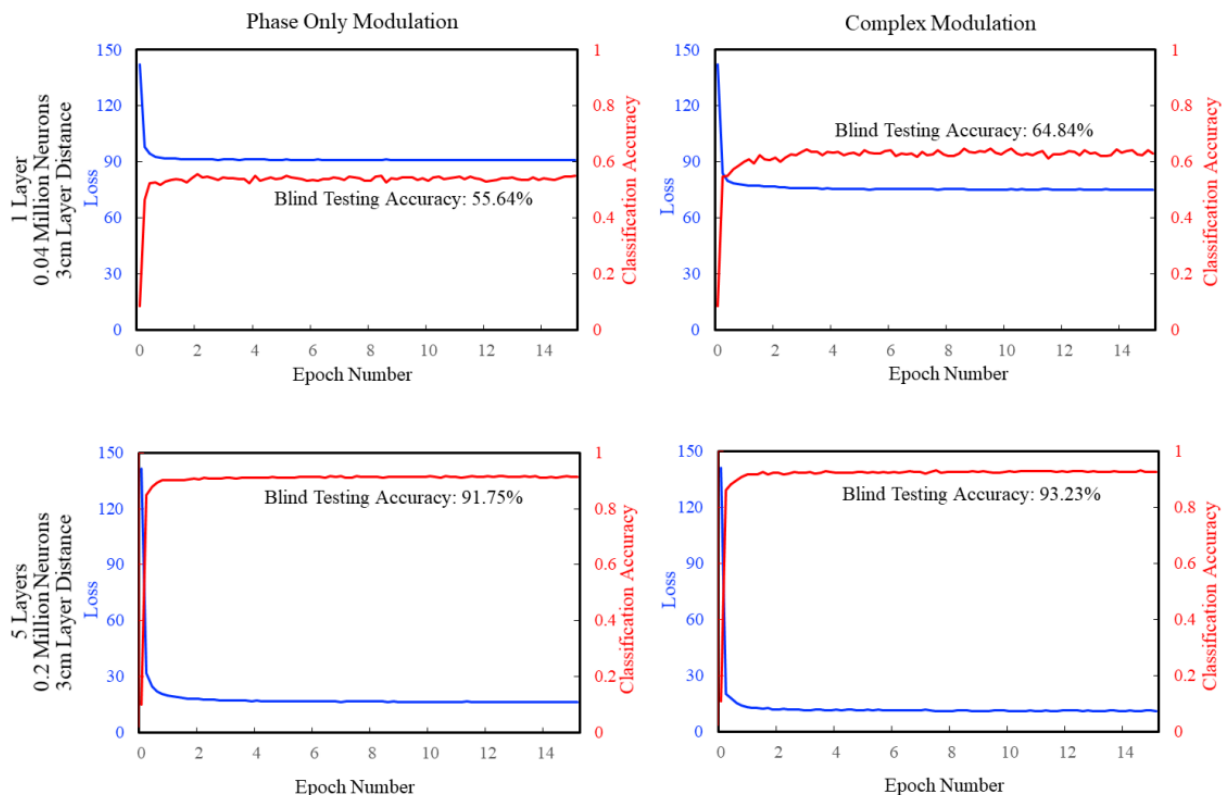 Phase Only Modulation
Complex Modulation
1 Layer
0.04 Million Neurons
3cm Layer Distance
Loss
150
120
90
60
30
0
1
0.8
0.6
0.4
0.2
0
Classification Accuracy
Blind Testing Accuracy: 55.64%
0 2 4 6 8 10 12 14
Epoch Number
Loss
150
120
90
60
30
0
1
0.8
0.6
0.4
0.2
0
Classification Accuracy
Blind Testing Accuracy: 64.84%
0 2 4 6 8 10 12 14
Epoch Number
5 Layers
0.2 Million Neurons
3cm Layer Distance
Loss
150
120
90
60
30
0
1
0.8
0.6
0.4
0.2
0
Classification Accuracy
Blind Testing Accuracy: 91.75%
0 2 4 6 8 10 12 14
Epoch Number
Loss
150
120
90
60
30
0
1
0.8
0.6
0.4
0.2
0
Classification Accuracy
Blind Testing Accuracy: 93.23%
0 2 4 6 8 10 12 14
Epoch Number